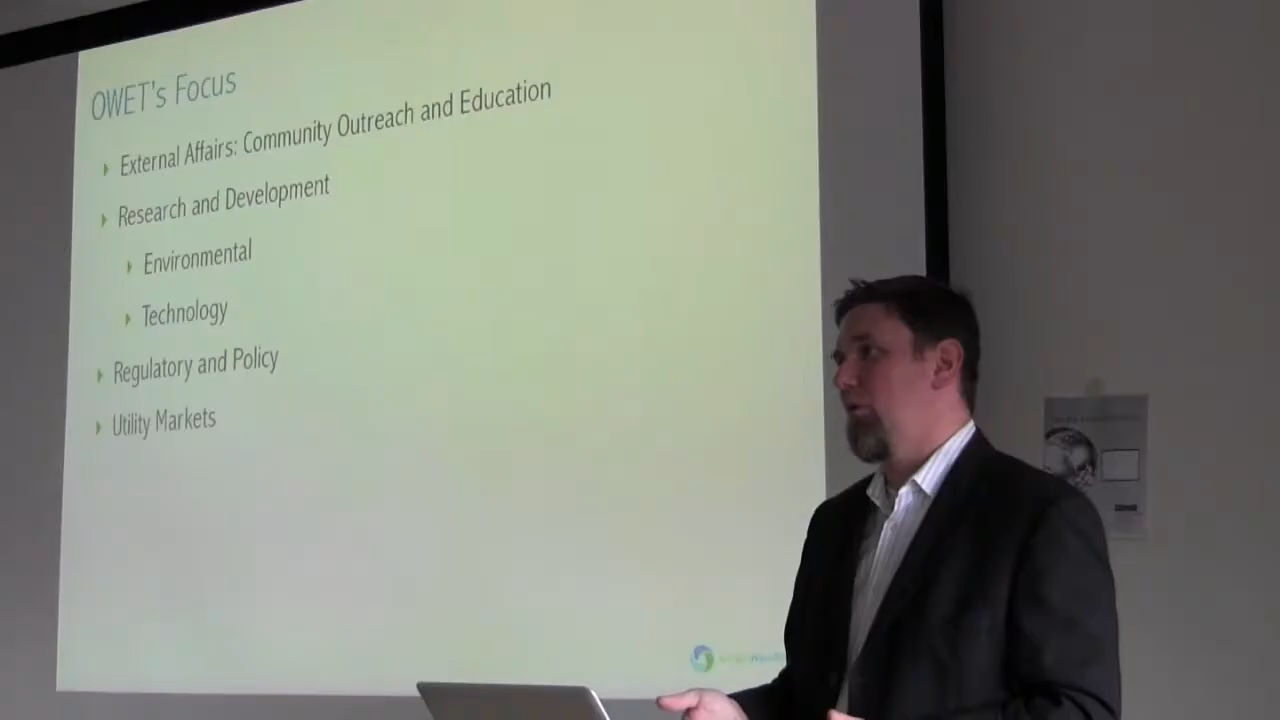 OWET's Focus
External Affairs: Community Outreach and Education
Research and Development
Environmental
Technology
Regulatory and Policy
Utility Markets